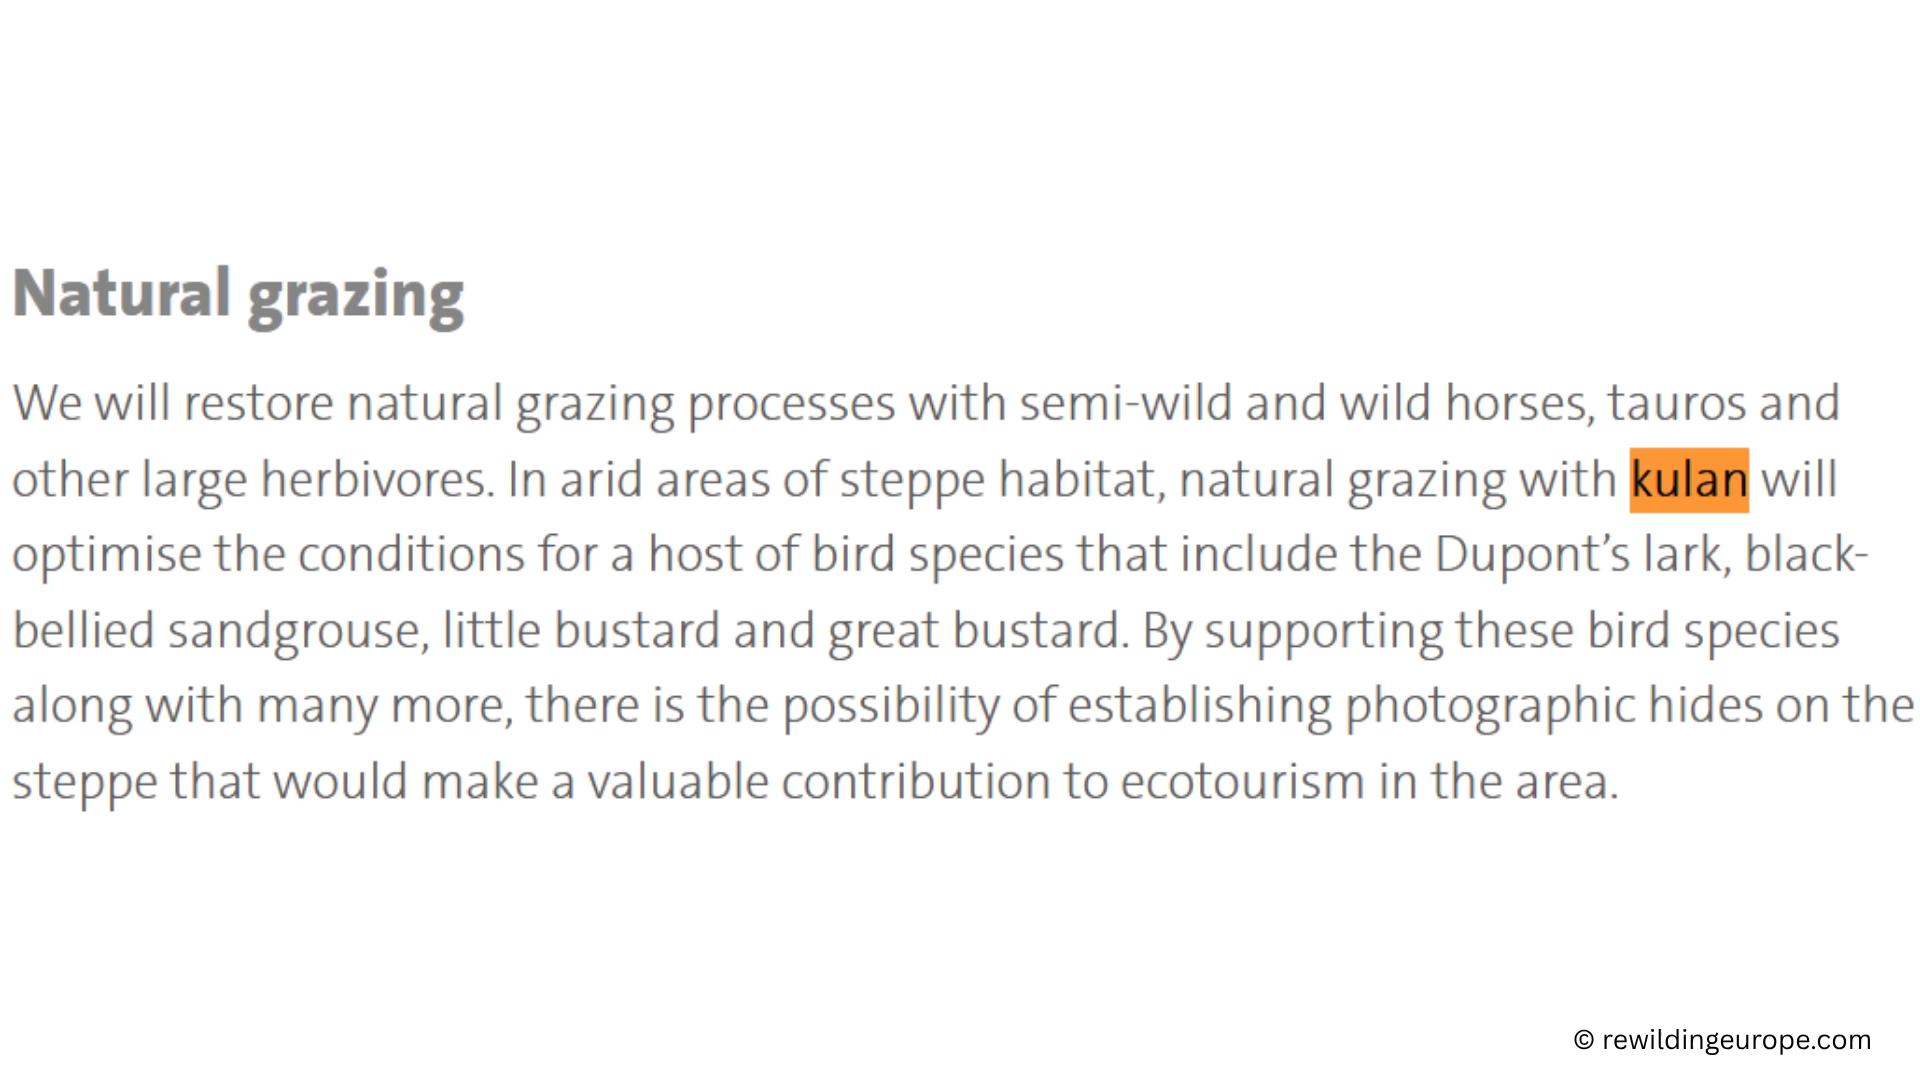 Natural grazing
We will restore natural grazing processes with semi-wild and wild horses, tauros and
other large herbivores. In arid areas of steppe habitat, natural grazing with kulan will
optimise the conditions for a host of bird species that include the Dupont’s lark, black-
bellied sandgrouse, little bustard and great bustard. By supporting these bird species
along with many more, there is the possibility of establishing photographic hides on the
steppe that would make a valuable contribution to ecotourism in the area.
© rewildingeurope.com